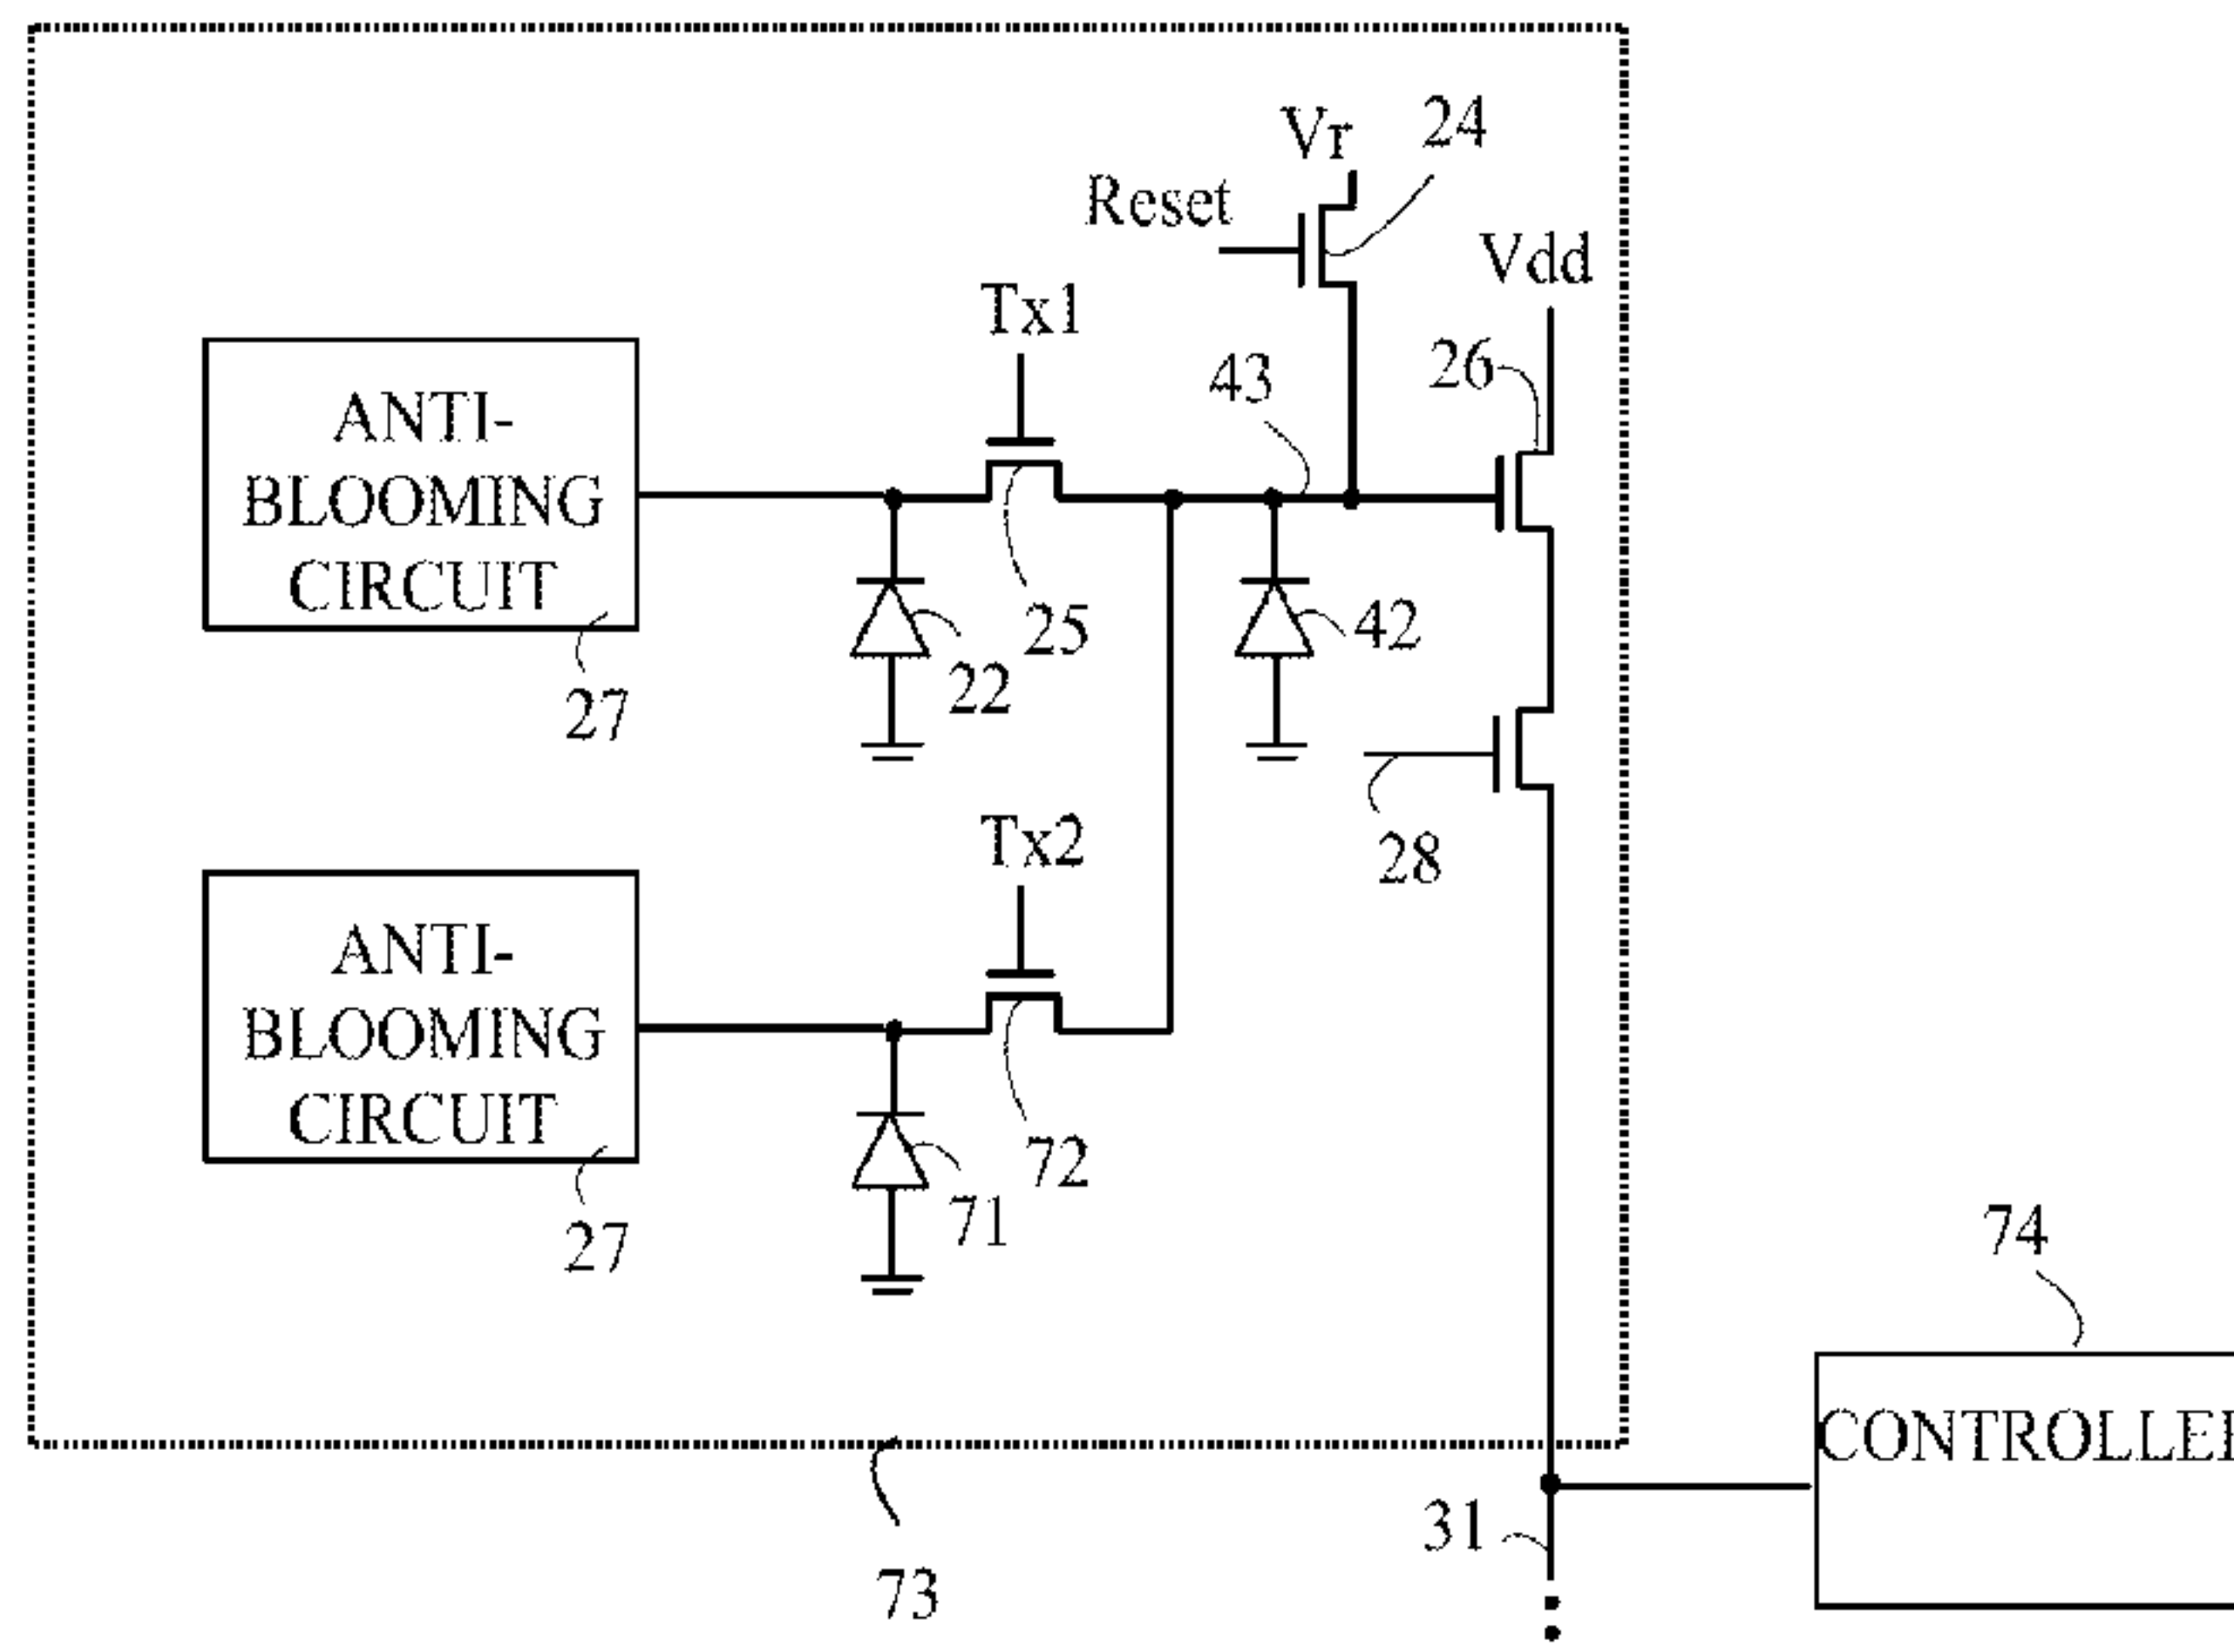 Vr
24
Reset
Vdd
Tx1
43
26
ANTI-
BLOOMING
CIRCUIT
27
25
22
42
Tx2
28
ANTI-
BLOOMING
CIRCUIT
27
72
71
74
CONTROLLER
31
73